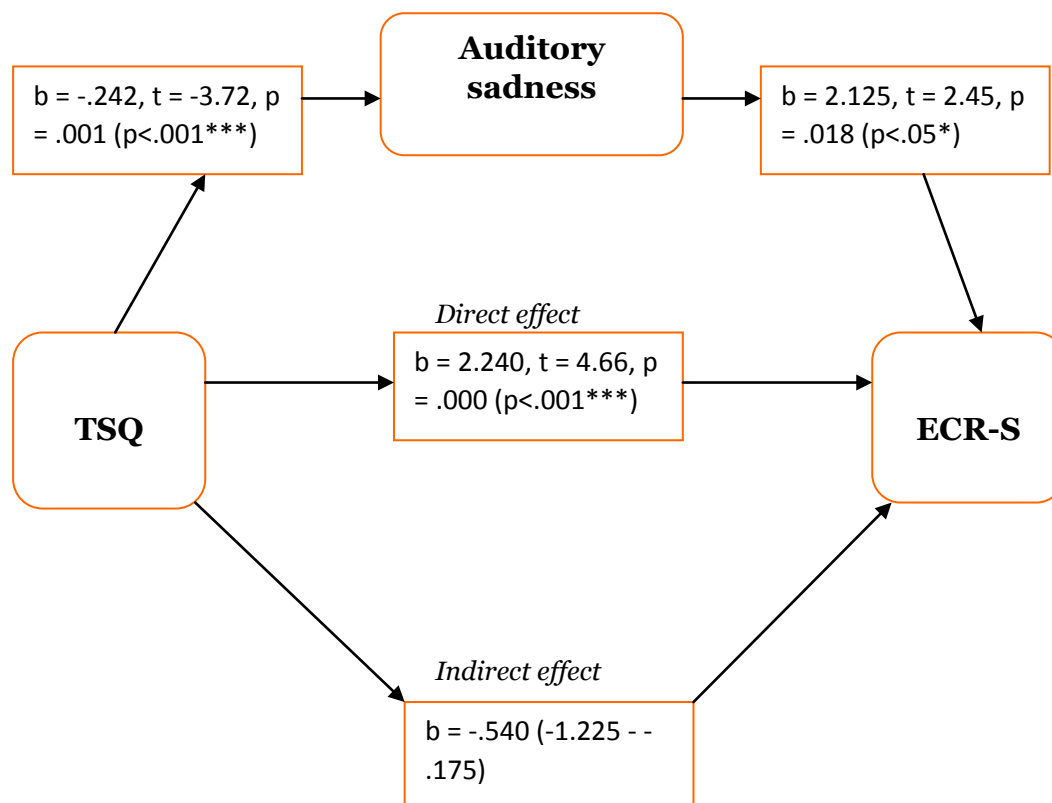 Auditory
sadness
b = -.242, t = -3.72, p
= .001 (p<.001***)
b = 2.125, t = 2.45, p
= .018 (p<.05*)
Direct effect
b = 2.240, t = 4.66, p
= .000 (p<.001***)
TSQ
ECR-S
Indirect effect
b = -.540 (-1.225 - -
.175)